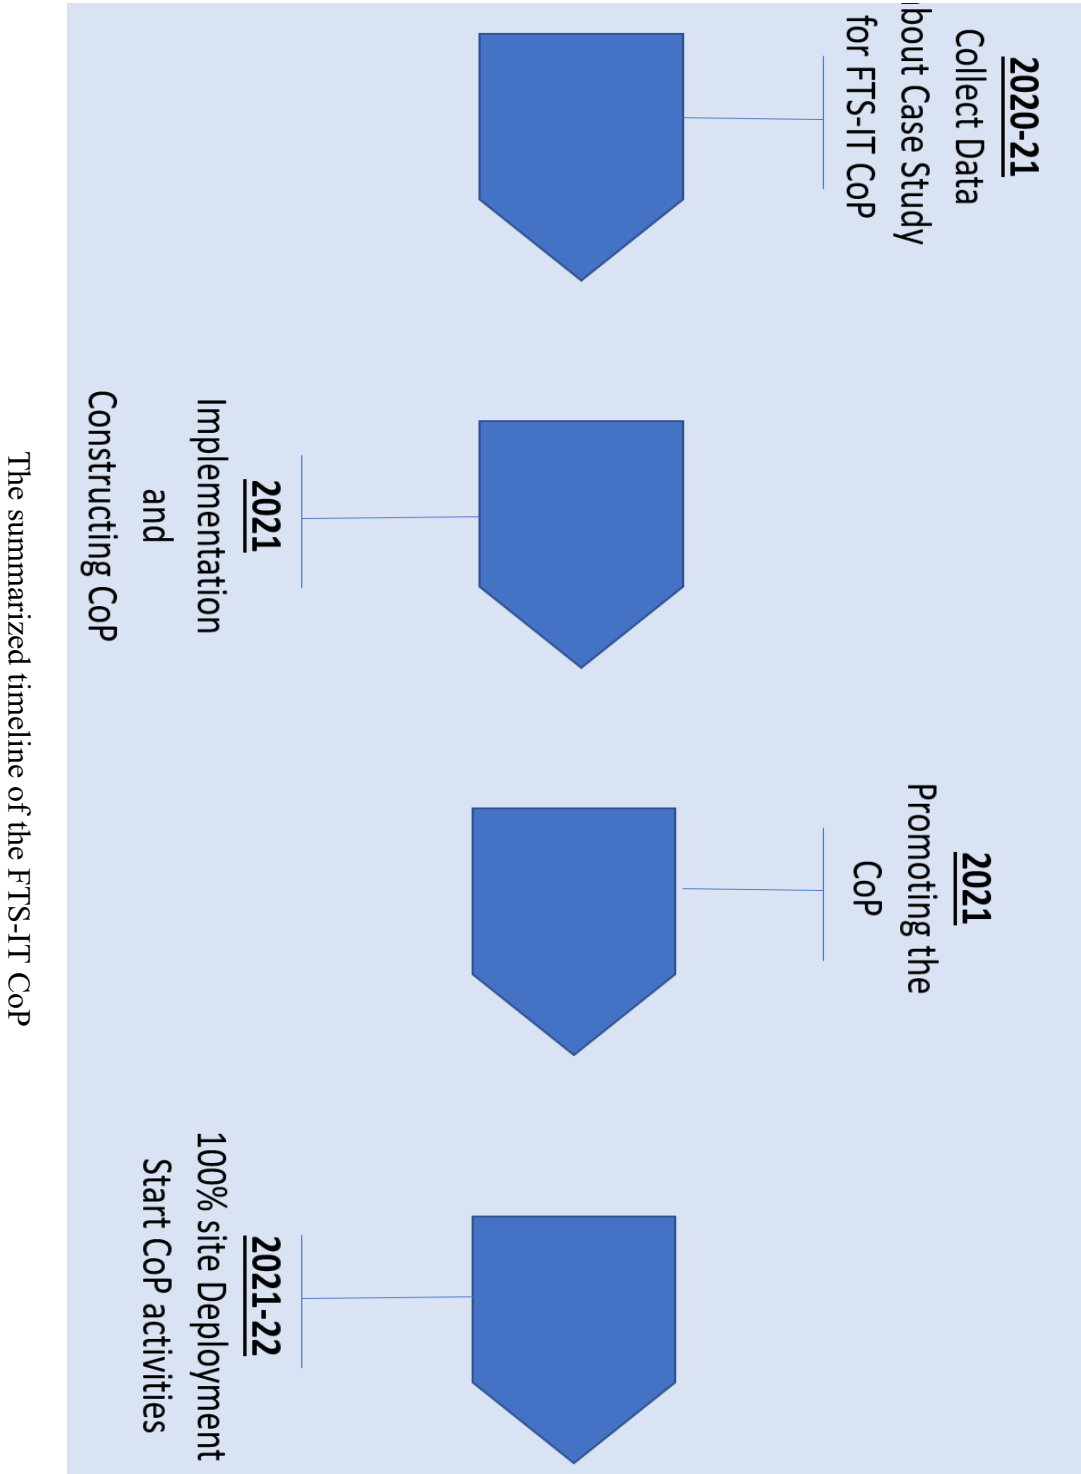 2020-21
Collect Data
bout Case Study
for FTS-IT CoP
2021
Implementation
and
Constructing CoP
2021
Promoting the
CoP
2021-22
100% site Deployment
Start CoP activities
The summarized timeline of the FTS-IT CoP